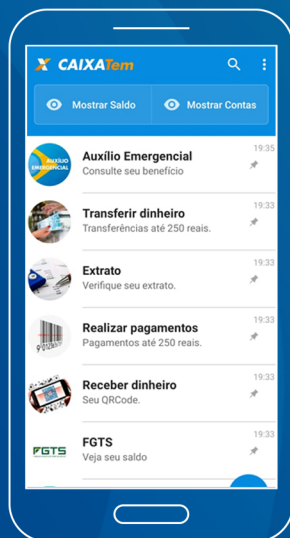 CAIXATem
Mostrar Saldo
Mostrar Contas
AUXÍLIO
EMERGENCIAL
Auxílio Emergencial
19:35
Consulte seu benefício
Transferir dinheiro
19:33
Transferências até 250 reais.
Extrato
19:33
Verifique seu extrato.
Realizar pagamentos
19:33
Pagamentos até 250 reais.
Receber dinheiro
19:33
Seu QRCode.
FGTS
FGTS
19:33
Veja seu saldo